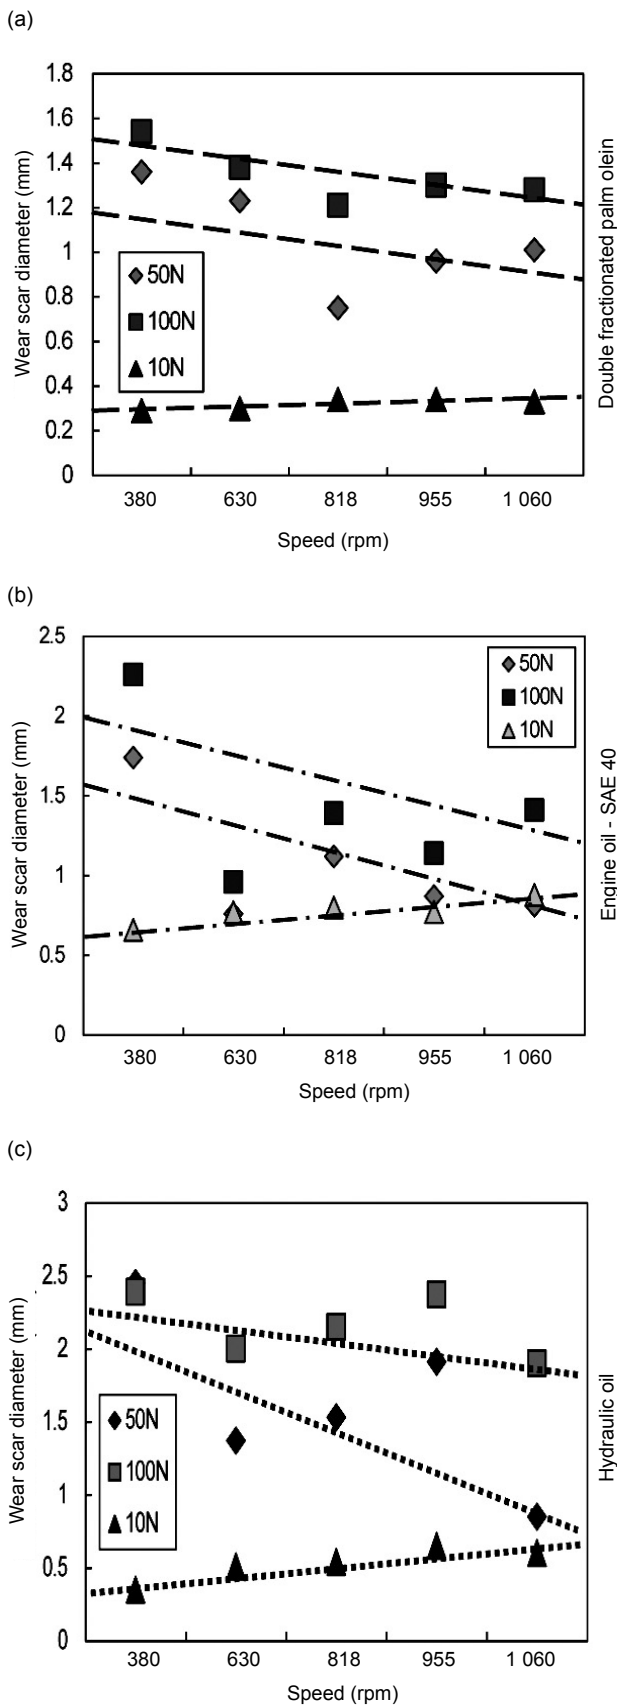 (a)
1.8
1.6
1.4
1.2
1
0.8
0.6
0.4
0.2
0
Wear scar diameter (mm)
50N
100N
10N
Double fractionated palm olein
380 630 818 955 1 060
Speed (rpm)
(b)
2.5
2
1.5
1
0.5
0
Wear scar diameter (mm)
50N
100N
10N
Engine oil - SAE 40
380 630 818 955 1 060
Speed (rpm)
(c)
3
2.5
2
1.5
1
0.5
0
Wear scar diameter (mm)
50N
100N
10N
Hydraulic oil
380 630 818 955 1 060
Speed (rpm)